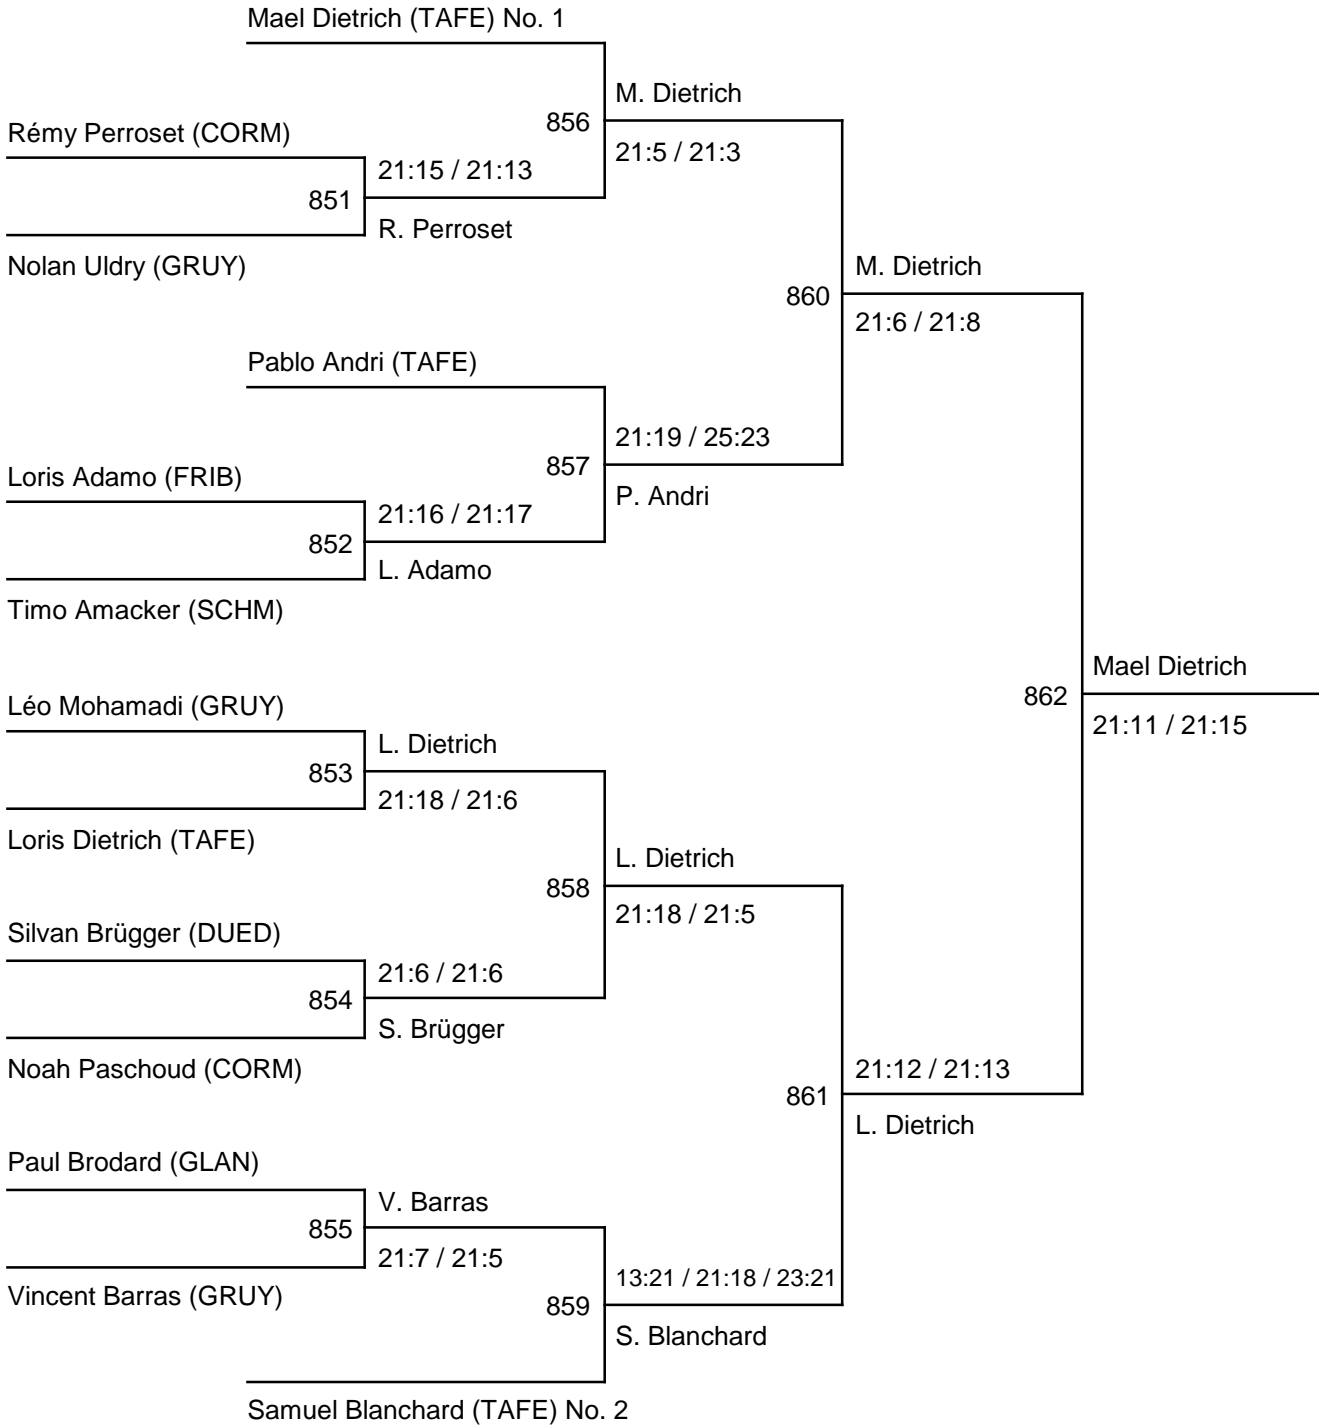 Mael Dietrich (TAFE) No. 1
M. Dietrich
856
Rémy Perroset (CORM)
21:5 / 21:3
21:15 / 21:13
851
R. Perroset
Nolan Uldry (GRUY)
M. Dietrich
860
21:6 / 21:8
Pablo Andri (TAFE)
21:19 / 25:23
857
Loris Adamo (FRIB)
P. Andri
21:16 / 21:17
852
L. Adamo
Timo Amacker (SCHM)
Mael Dietrich
862
21:11 / 21:15
Léo Mohamadi (GRUY)
L. Dietrich
853
21:18 / 21:6
Loris Dietrich (TAFE)
L. Dietrich
858
21:18 / 21:5
Silvan Brügger (DUED)
21:6 / 21:6
854
S. Brügger
Noah Paschoud (CORM)
21:12 / 21:13
861
L. Dietrich
Paul Brodard (GLAN)
V. Barras
855
21:7 / 21:5
Vincent Barras (GRUY)
13:21 / 21:18 / 23:21
859
S. Blanchard
Samuel Blanchard (TAFE) No. 2